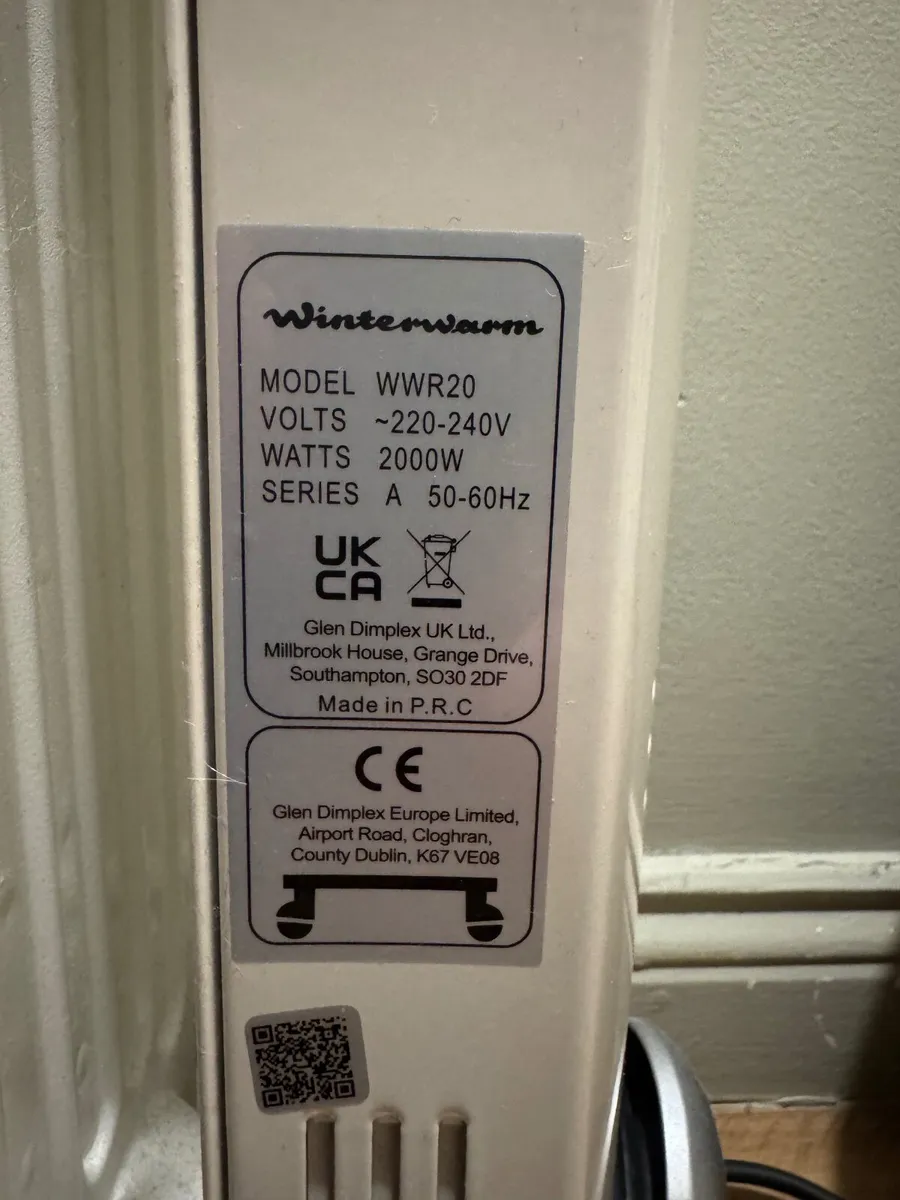 Winterwarm
MODEL WWR20
VOLTS ~220-240V
WATTS 2000W
SERIES A 50-60Hz
UK
CA
Glen Dimplex UK Ltd.,
Millbrook House, Grange Drive,
Southampton, SO30 2DF
Made in P.R.C
CE
Glen Dimplex Europe Limited,
Airport Road, Cloghran,
County Dublin, K67 VE08